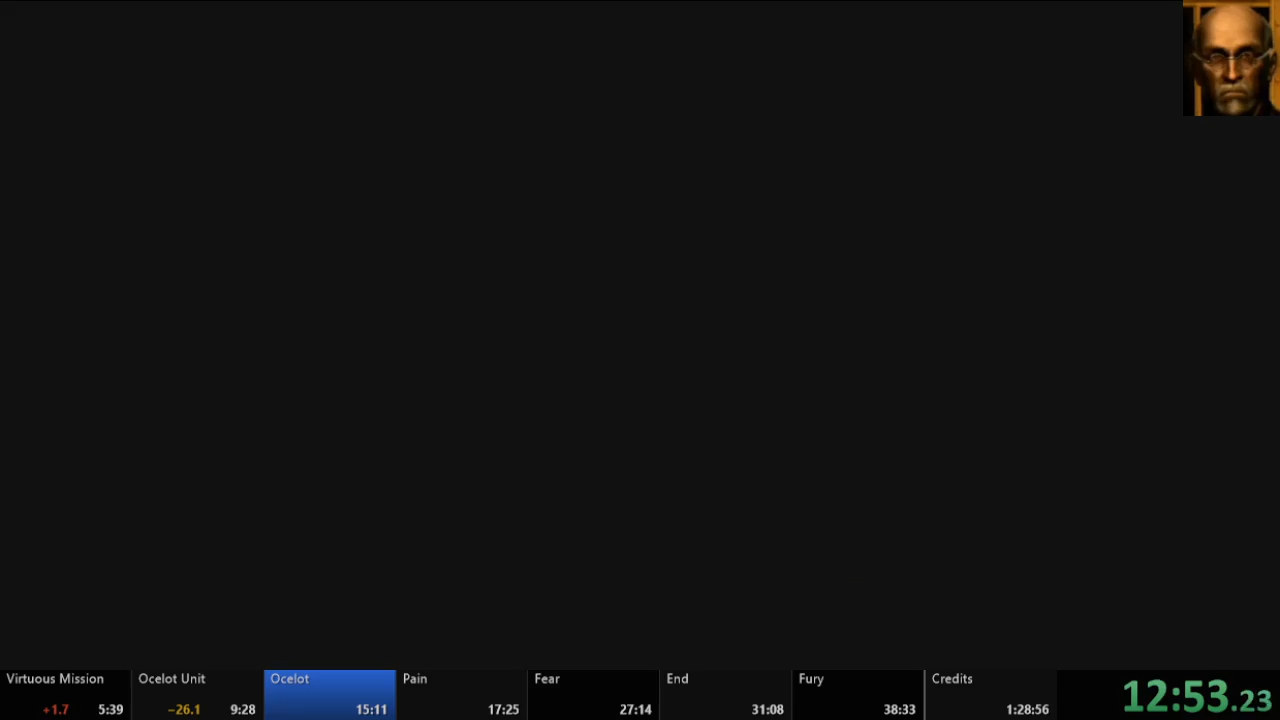 Virtuous Mission
+1.7 5:39
Ocelot Unit
−26.1 9:28
Ocelot
15:11
Pain
17:25
Fear
27:14
End
31:08
Fury
38:33
Credits
1:28:56
12:53.23